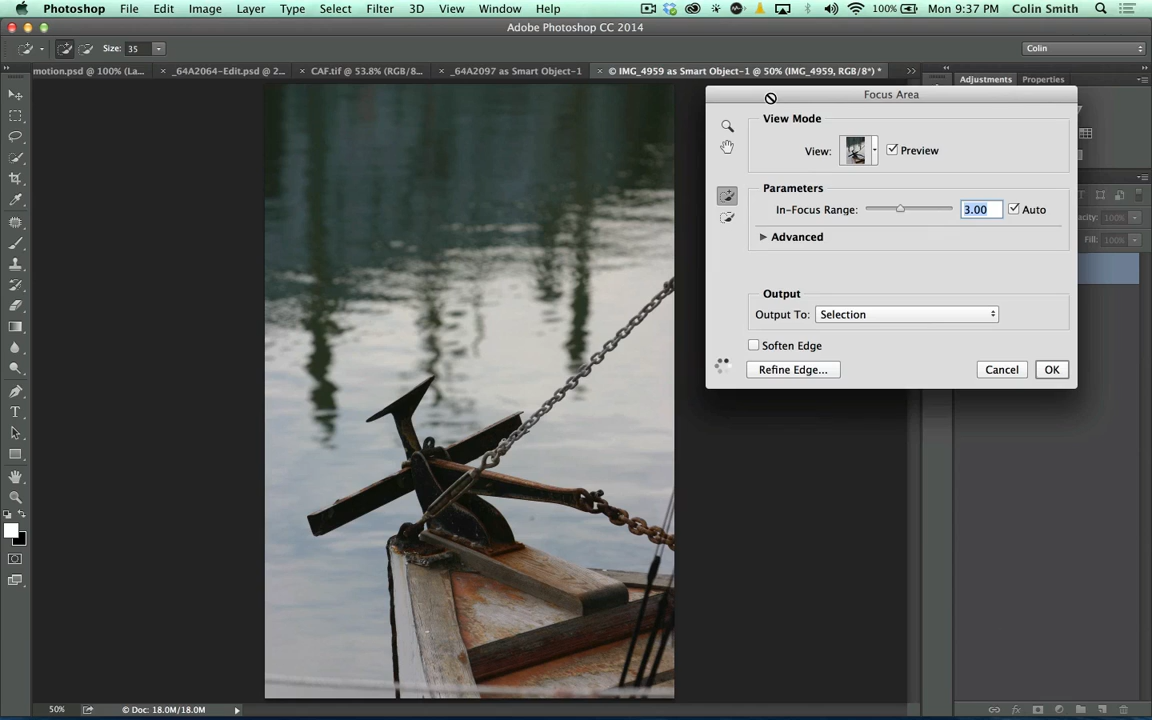 Photoshop File Edit Image Layer Type Select Filter 3D View Window Help 100% Mon 9:37 PM Colin Smith
Adobe Photoshop CC 2014
Size: 35 Colin
motion.psd @ 100% (La... × _64A2064-Edit.psd @ 2... × CAF.tif @ 53.8% (RGB/8... × _64A2097 as Smart Object-1 × © IMG_4959 as Smart Object-1 @ 50% (IMG_4959, RGB/8*) * Adjustments Properties
Focus Area
View Mode
View: Preview
Parameters
In-Focus Range: 3.00 Auto
100%
Advanced
Fill: 100%
Output
Output To: Selection
Soften Edge
Refine Edge... Cancel OK
T
50% © Doc: 18.0M/18.0M
fx